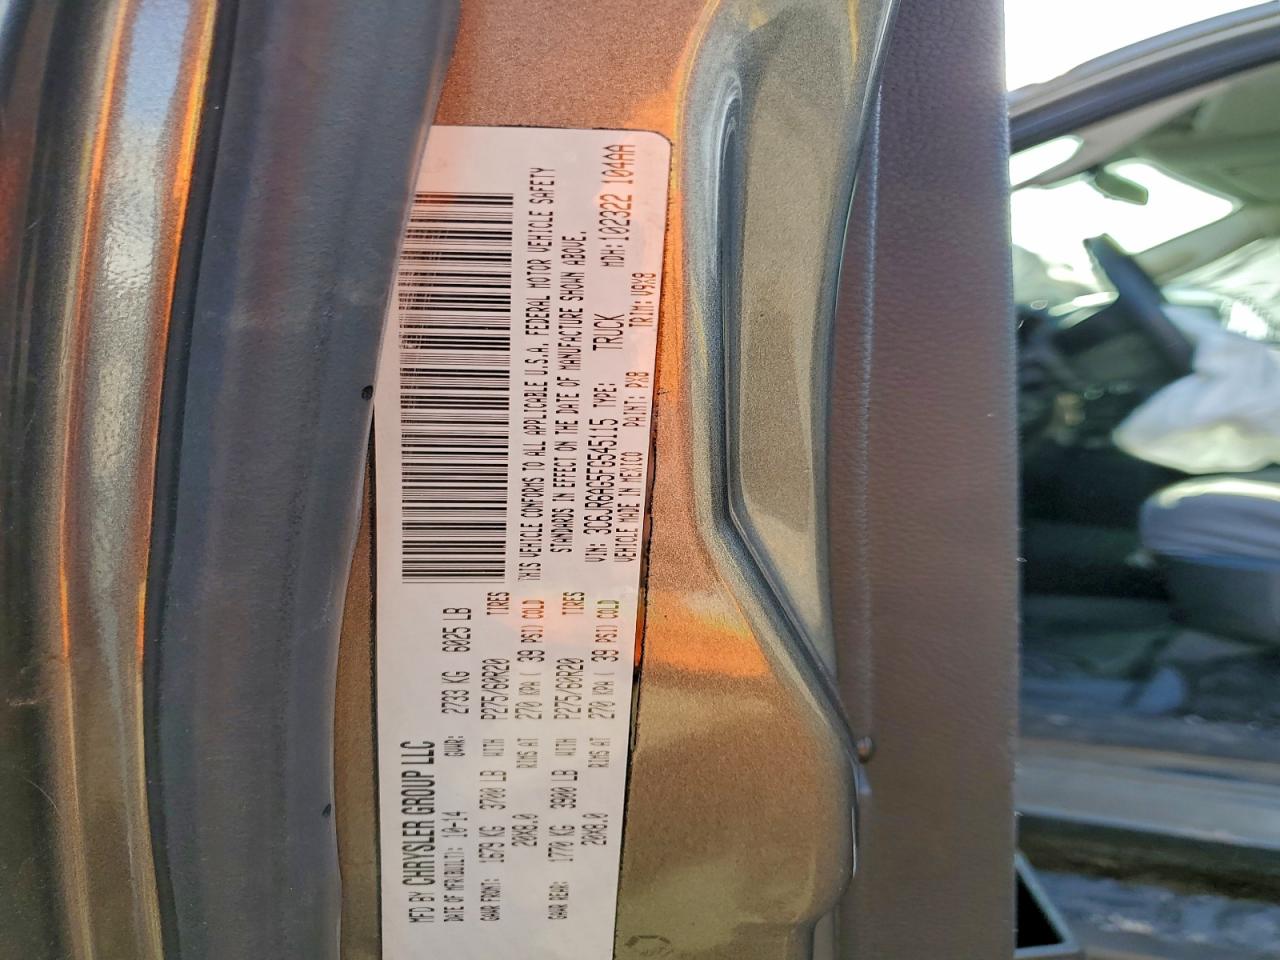 MFD BY CHRYSLER GROUP LLC
DATE OF MFR(BUILT): 10-14 GVWR: 2733 KG 6025 LB
GAWR FRONT: 1679 KG 3700 LB WITH P275/60R20 TIRES
20X8.0 RIMS AT 270 KPA ( 39 PSI) COLD
GAWR REAR: 1770 KG 3900 LB WITH P275/60R20 TIRES
20X8.0 RIMS AT 270 KPA ( 39 PSI) COLD
THIS VEHICLE CONFORMS TO ALL APPLICABLE U.S.A. FEDERAL MOTOR VEHICLE SAFETY
STANDARDS IN EFFECT ON THE DATE OF MANUFACTURE SHOWN ABOVE.
VIN: 3C6JR6AG5FG545115 TYPE: TRUCK MDH:102322 104AA
VEHICLE MADE IN MEXICO PAINT: PXB TRIM: V9X8